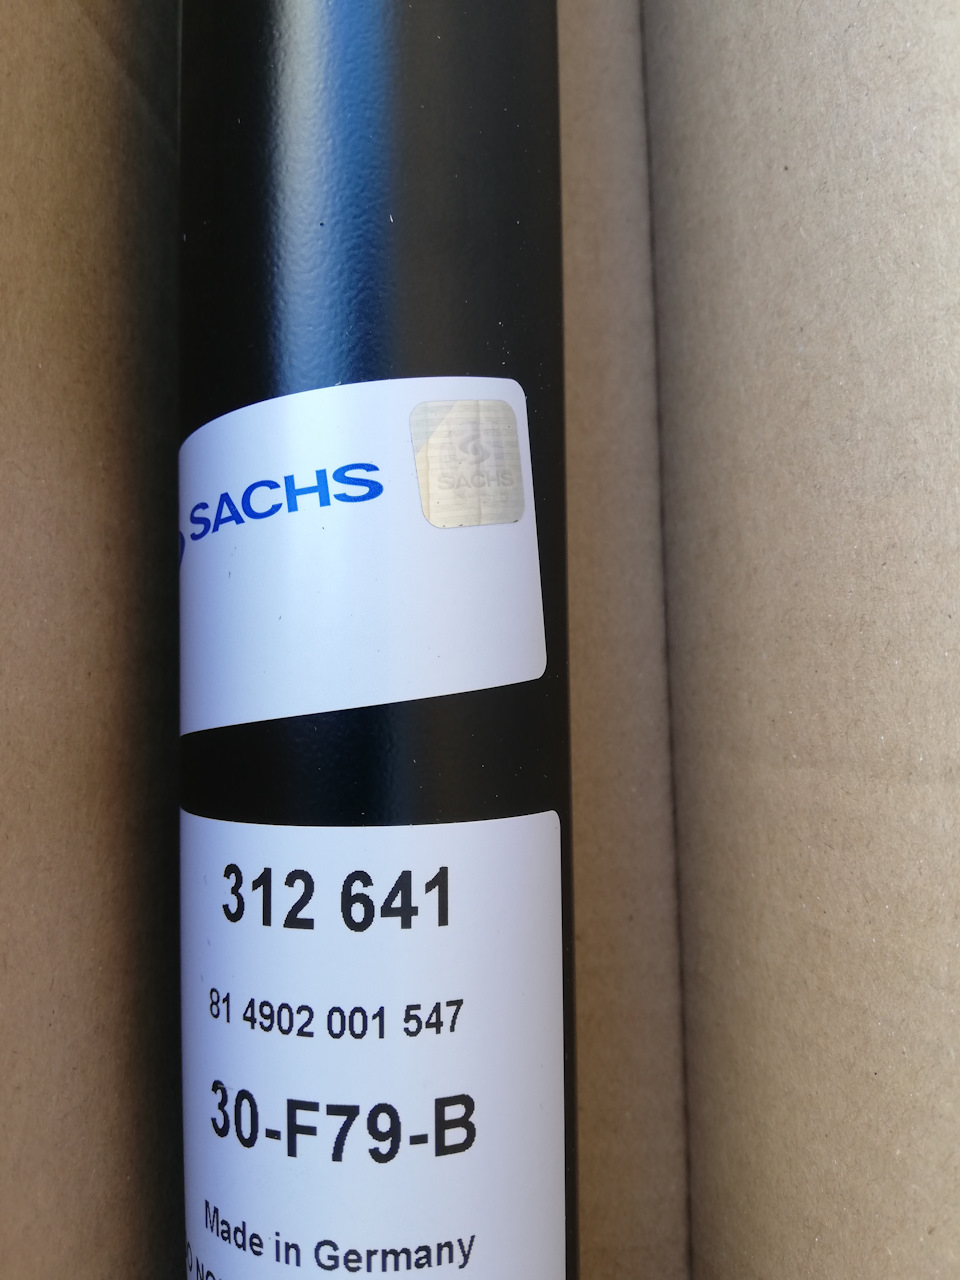 SACHS
SACHS
312 641
81 4902 001 547
30-F79-B
Made in Germany